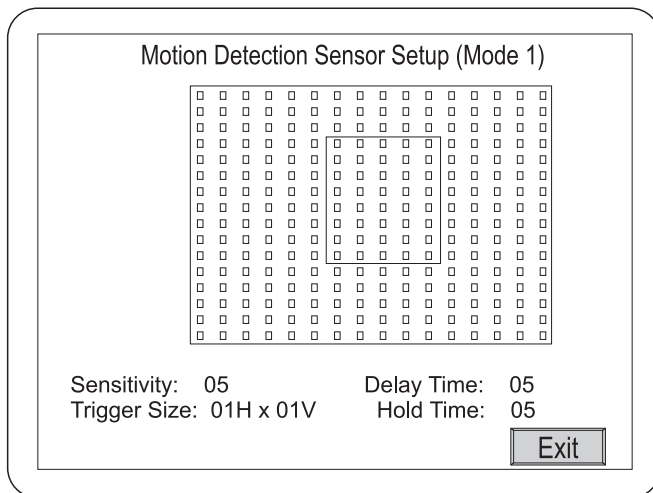 Motion Detection Sensor Setup (Mode 1)
Sensitivity: 05 Delay Time: 05
Trigger Size: 01H x 01V Hold Time: 05
Exit